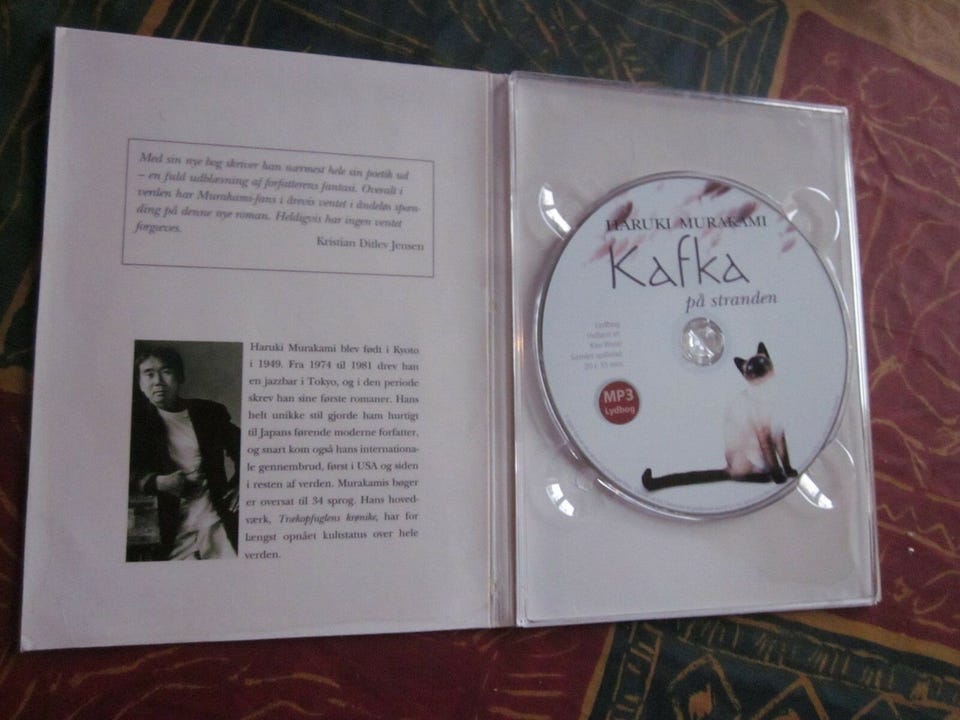 Med sin nye bog skriver han nærmest hele sin poetik ud
– en fuld udblæsning af forfatterens fantasi. Overalt i
verden har Murakami-fans i årevis ventet i åndeløs spæn-
ding på denne nye roman. Heldigvis har ingen ventet
forgæves.
Kristian Ditlev Jensen
Haruki Murakami blev født i Kyoto
i 1949. Fra 1974 til 1981 drev han
en jazzbar i Tokyo, og i den periode
skrev han sine første romaner. Hans
helt unikke stil gjorde ham hurtigt
til Japans førende moderne forfatter,
og snart kom også hans internationa-
le gennembrud, først i USA og siden
i resten af verden. Murakamis bøger
er oversat til 34 sprog. Hans hoved-
værk, Trækopfuglens krønike, har for
længst opnået kultstatus over hele
verden.
HARUKI MURAKAMI
Kafka
på stranden
Lydbog
Samlet spilletid
MP3
Lydbog